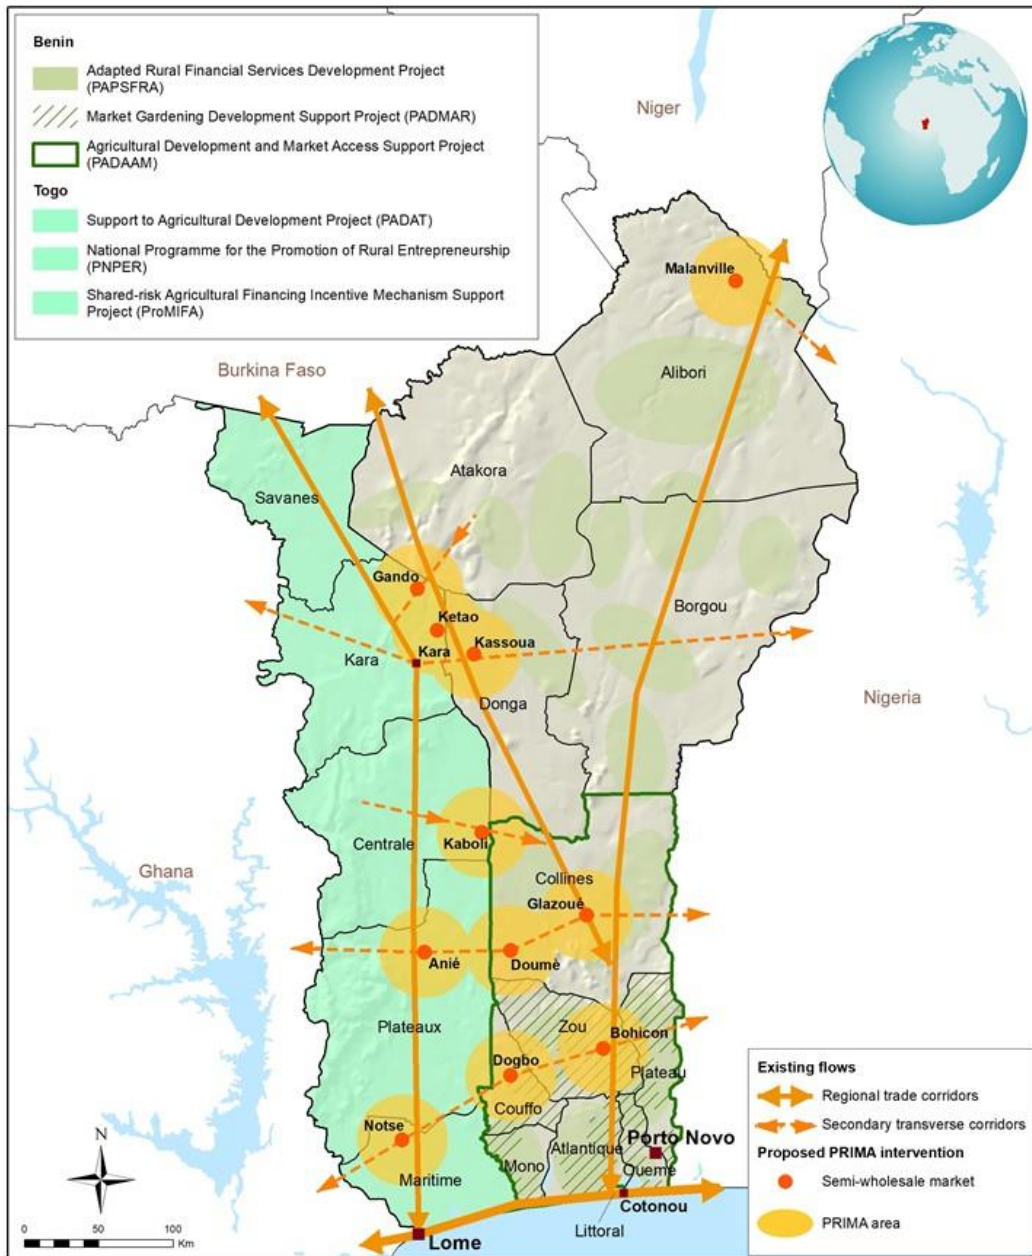 Benin
Adapted Rural Financial Services Development Project
(PAPSFRA)
Market Gardening Development Support Project (PADMAR)
Agricultural Development and Market Access Support Project
(PADAAM)
Togo
Support to Agricultural Development Project (PADAT)
National Programme for the Promotion of Rural Entrepreneurship
(PNPER)
Shared-risk Agricultural Financing Incentive Mechanism Support
Project (ProMIFA)
Niger
Malanville
Burkina Faso
Alibori
Atakora
Savanes
Gando
Borgou
Ketao
Kassoua
Kara
Kara
Donga
Nigeria
Centrale
Kaboli
Ghana
Collines
Glazoué
Anié
Doumè
Plateaux
Zou
Bohicon
Dogbo
Plateau
Couffo
Notse
Atlantique
Porto Novo
Mono
Oueme
Maritime
Cotonou
Littoral
Lome
N
0 50 100
Km
Existing flows
Regional trade corridors
Secondary transverse corridors
Proposed PRIMA intervention
Semi-wholesale market
PRIMA area